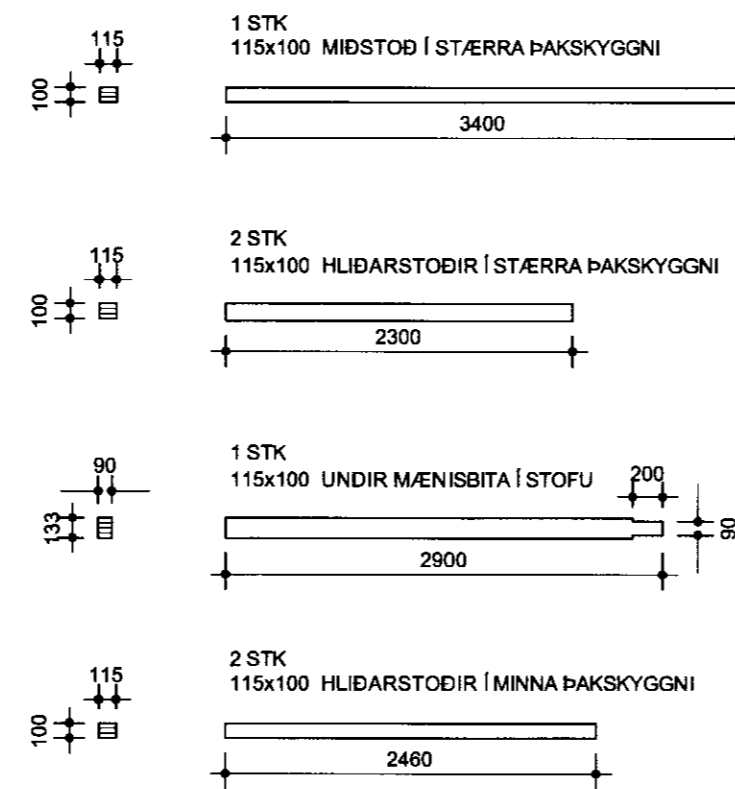 1 STK
115x100 MIÐSTOÐ Í STÆRRA ÞAKSKYGGNI
115
100
3400
2 STK
115x100 HLIÐARSTOÐIR Í STÆRRA ÞAKSKYGGNI
115
100
2300
1 STK
115x100 UNDIR MÆNISBITA Í STOFU
90
133
200
90
2900
2 STK
115x100 HLIÐARSTOÐIR Í MINNA ÞAKSKYGGNI
115
100
2460